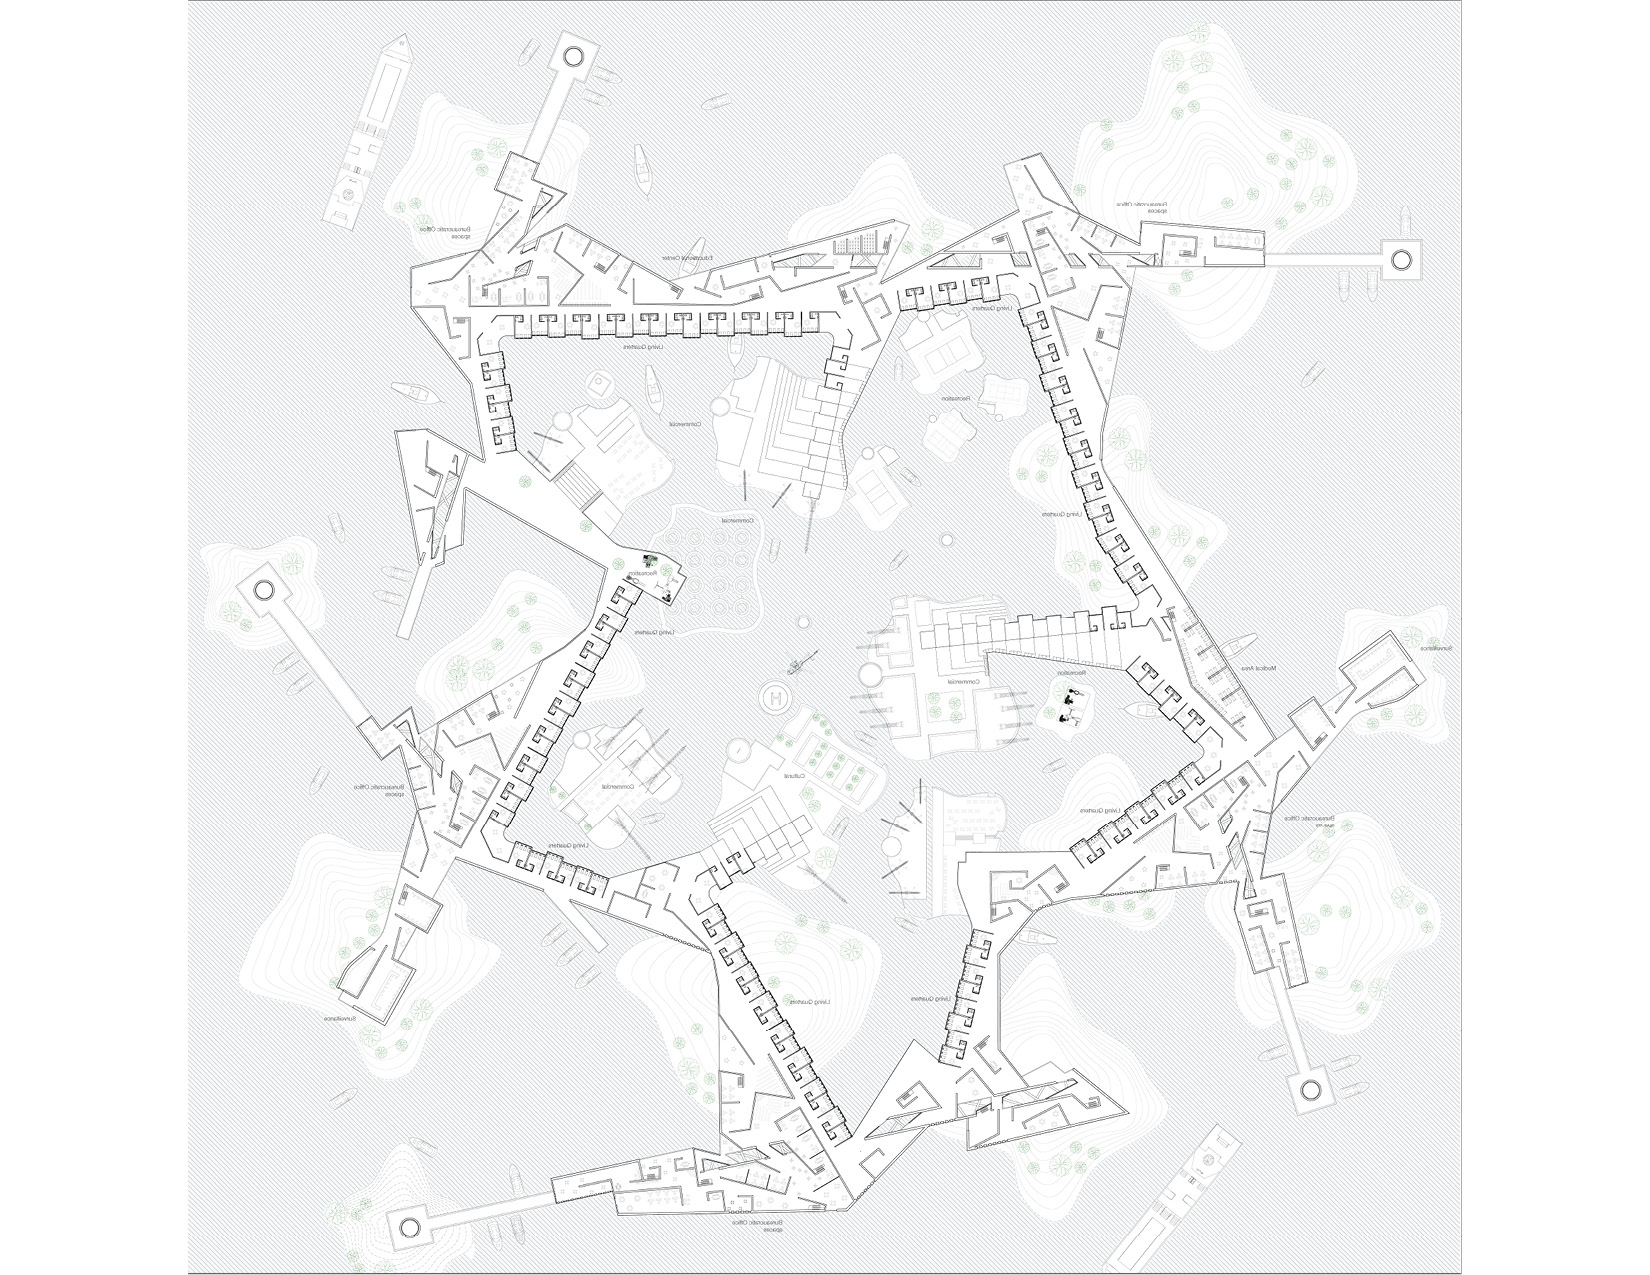 Bureaucratic Office
spaces
Bureaucratic Office
spaces
Educational Center
Living Quarters
Living Quarters
Recreation
Commercial
Living Quarters
Commercial
Recreation
Living Quarters
Surveillance
Medical Area
Recreation
Commercial
H
Cultural
Commercial
Bureaucratic Office
spaces
Living Quarters
Bureaucratic Office
Living Quarters
Living Quarters
Living Quarters
Surveillance
Bureaucratic Office
spaces